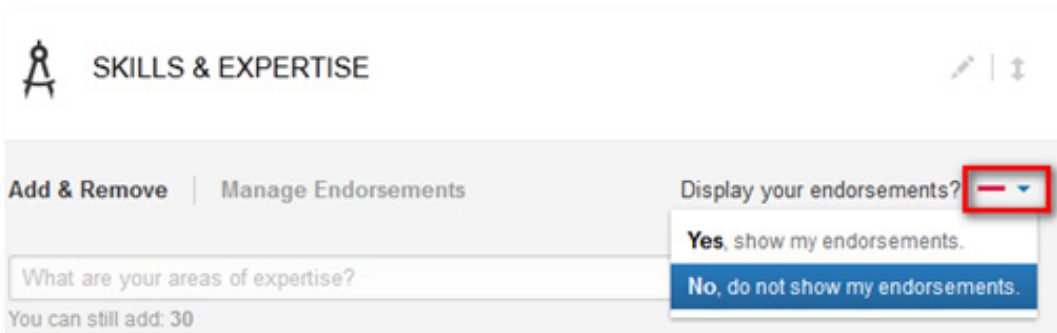 SKILLS & EXPERTISE
Add & Remove Manage Endorsements Display your endorsements?
Yes, show my endorsements.
No, do not show my endorsements.
What are your areas of expertise?
You can still add: 30